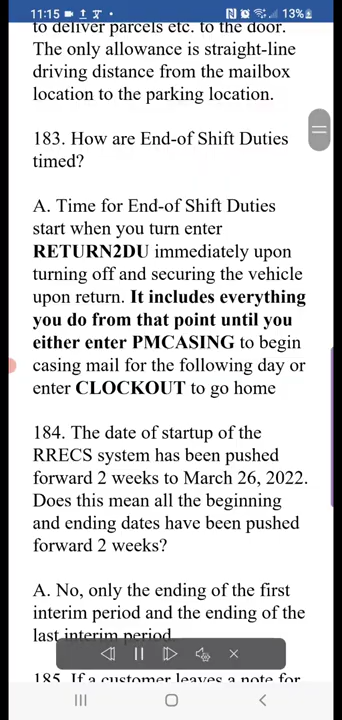 11:15
13%
to deliver parcels etc. to the door.
The only allowance is straight-line
driving distance from the mailbox
location to the parking location.
183. How are End-of Shift Duties
timed?
A. Time for End-of Shift Duties
start when you turn enter
RETURN2DU immediately upon
turning off and securing the vehicle
upon return. It includes everything
you do from that point until you
either enter PMCASING to begin
casing mail for the following day or
enter CLOCKOUT to go home
184. The date of startup of the
RRECS system has been pushed
forward 2 weeks to March 26, 2022.
Does this mean all the beginning
and ending dates have been pushed
forward 2 weeks?
A. No, only the ending of the first
interim period and the ending of the
last interim period.
185. If a customer leaves a note for